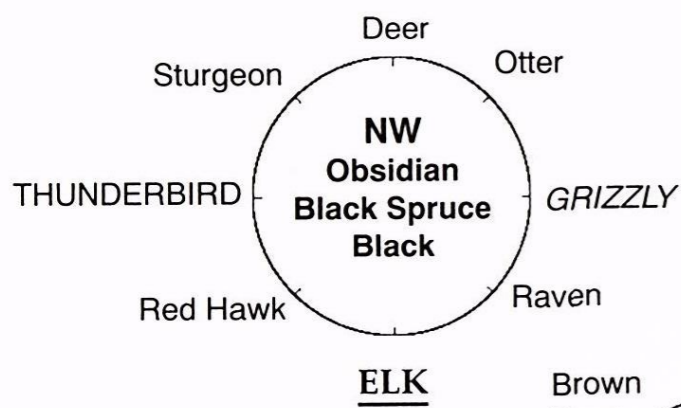 Deer
Sturgeon
Otter
NW
Obsidian
THUNDERBIRD
Black Spruce
GRIZZLY
Black
Red Hawk
Raven
ELK
Brown